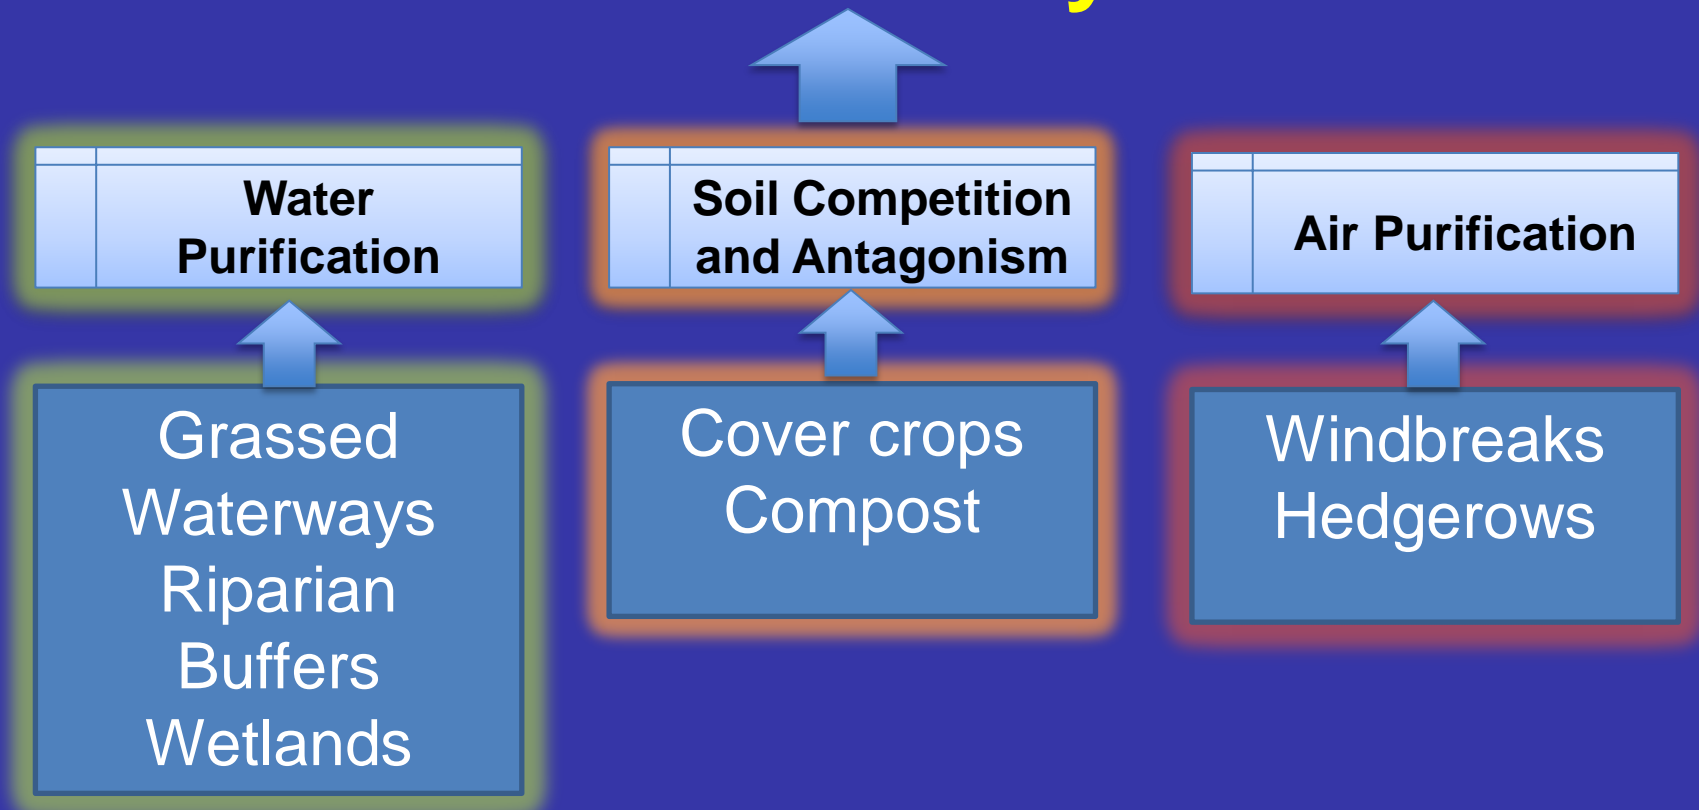 Water
Purification
Soil Competition
and Antagonism
Air Purification
Grassed
Waterways
Riparian
Buffers
Wetlands
Cover crops
Compost
Windbreaks
Hedgerows